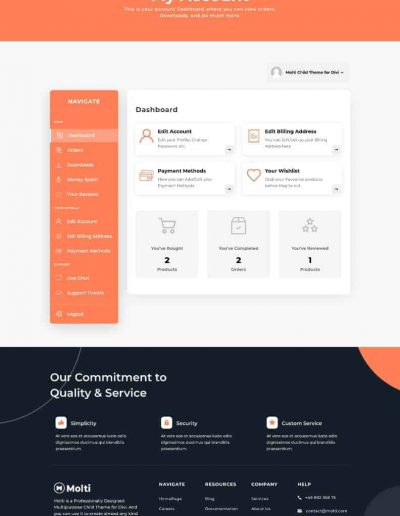 My Account
This is your account Dashboard where you can view orders,
Downloads, and do much more.
Molti Child Theme for Divi
NAVIGATE
Dashboard
Orders
Downloads
Money Spent
Your Reviews
Edit Account
Edit Billing Address
Payment Methods
SUPPORT
Live Chat
Support Tickets
Logout
Dashboard
Edit Account
Edit your Profile, Change
Password, etc.
Edit Billing Address
You can Edit/set up your Billing
Address here.
Payment Methods
Here you can Add/Edit your
Payment Methods
Your Wishlist
Grab your Favourite products
before they're out.
You've Bought
2
Products
You've Completed
2
Orders
You've Reviewed
1
Products
Our Commitment to
Quality & Service
Simplicity
At vero eos et accusamus iusto odio
dignissimos ducimus qui blanditiis
praesentium.
Security
At vero eos et accusamus iusto odio
dignissimos ducimus qui blanditiis
praesentium.
Custom Service
At vero eos et accusamus iusto odio
dignissimos ducimus qui blanditiis
praesentium.
Molti
Molti is a Professionally Designed
Multipurpose Child Theme for Divi. And
you can use it to create almost any kind
NAVIGATE
HomePage
Careers
RESOURCES
Blog
Documentation
COMPANY
Services
About Us
HELP
contact@molti.com